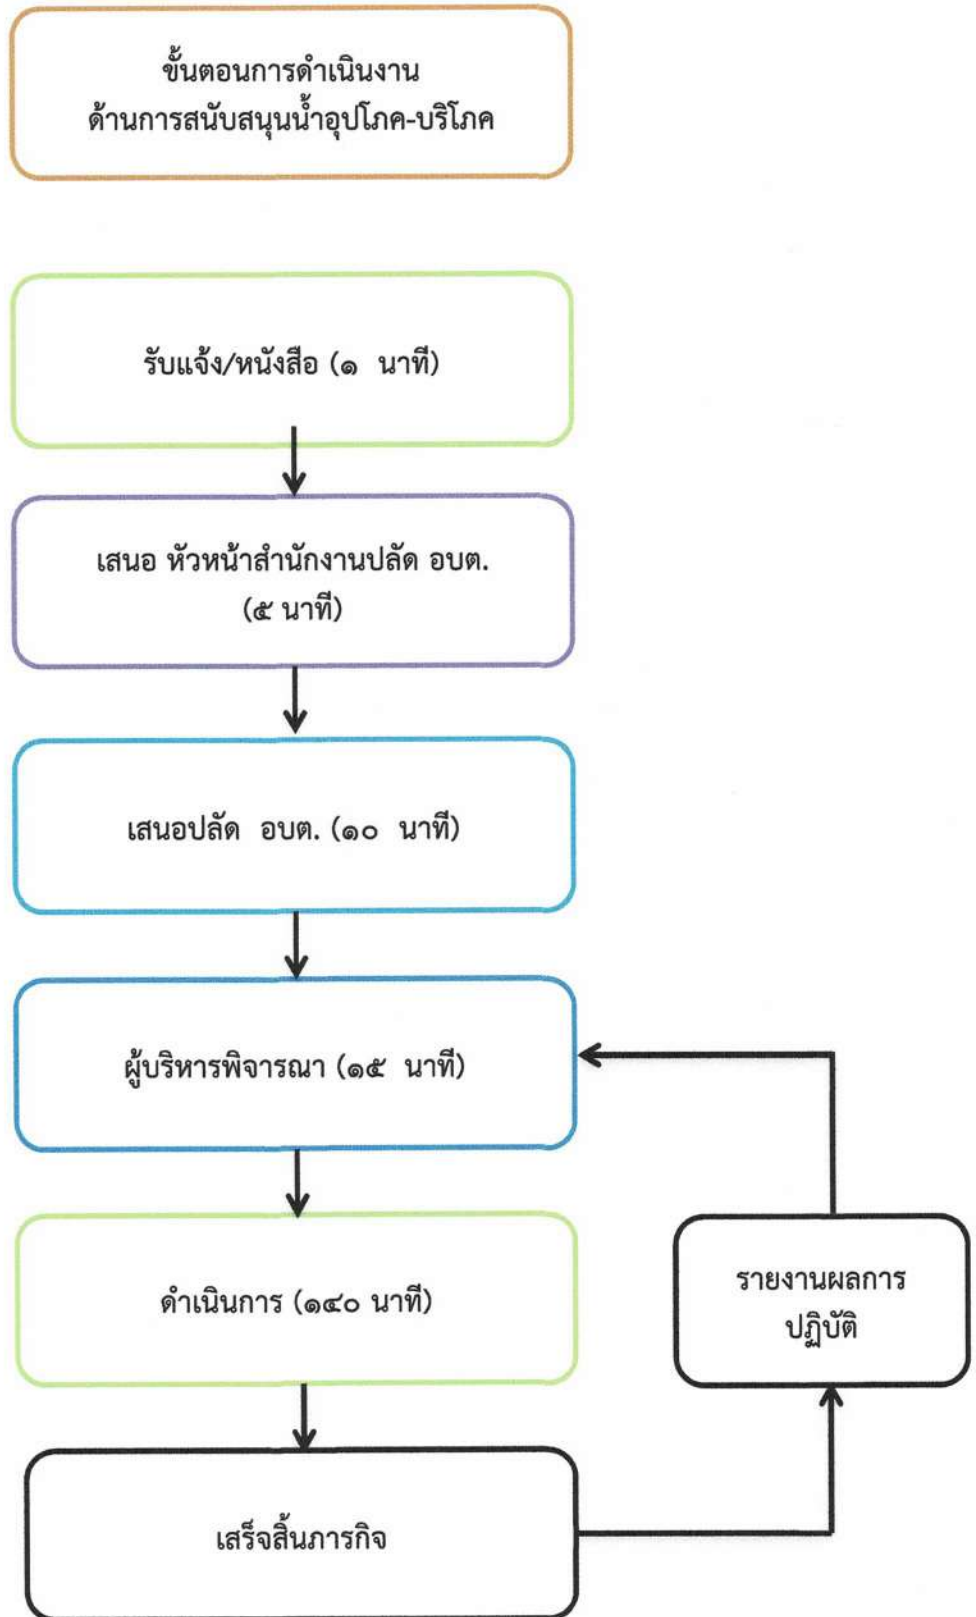 ขั้นตอนการดำเนินงาน
ด้านการสนับสนุนน้ำอุปโภค-บริโภค
รับแจ้ง/หนังสือ (๑ นาที)
เสนอ หัวหน้าสำนักงานปลัด อบต.
(๕ นาที)
เสนอปลัด อบต. (๑๐ นาที)
ผู้บริหารพิจารณา (๑๕ นาที)
ดำเนินการ (๑๔๐ นาที)
รายงานผลการ
ปฏิบัติ
เสร็จสิ้นภารกิจ